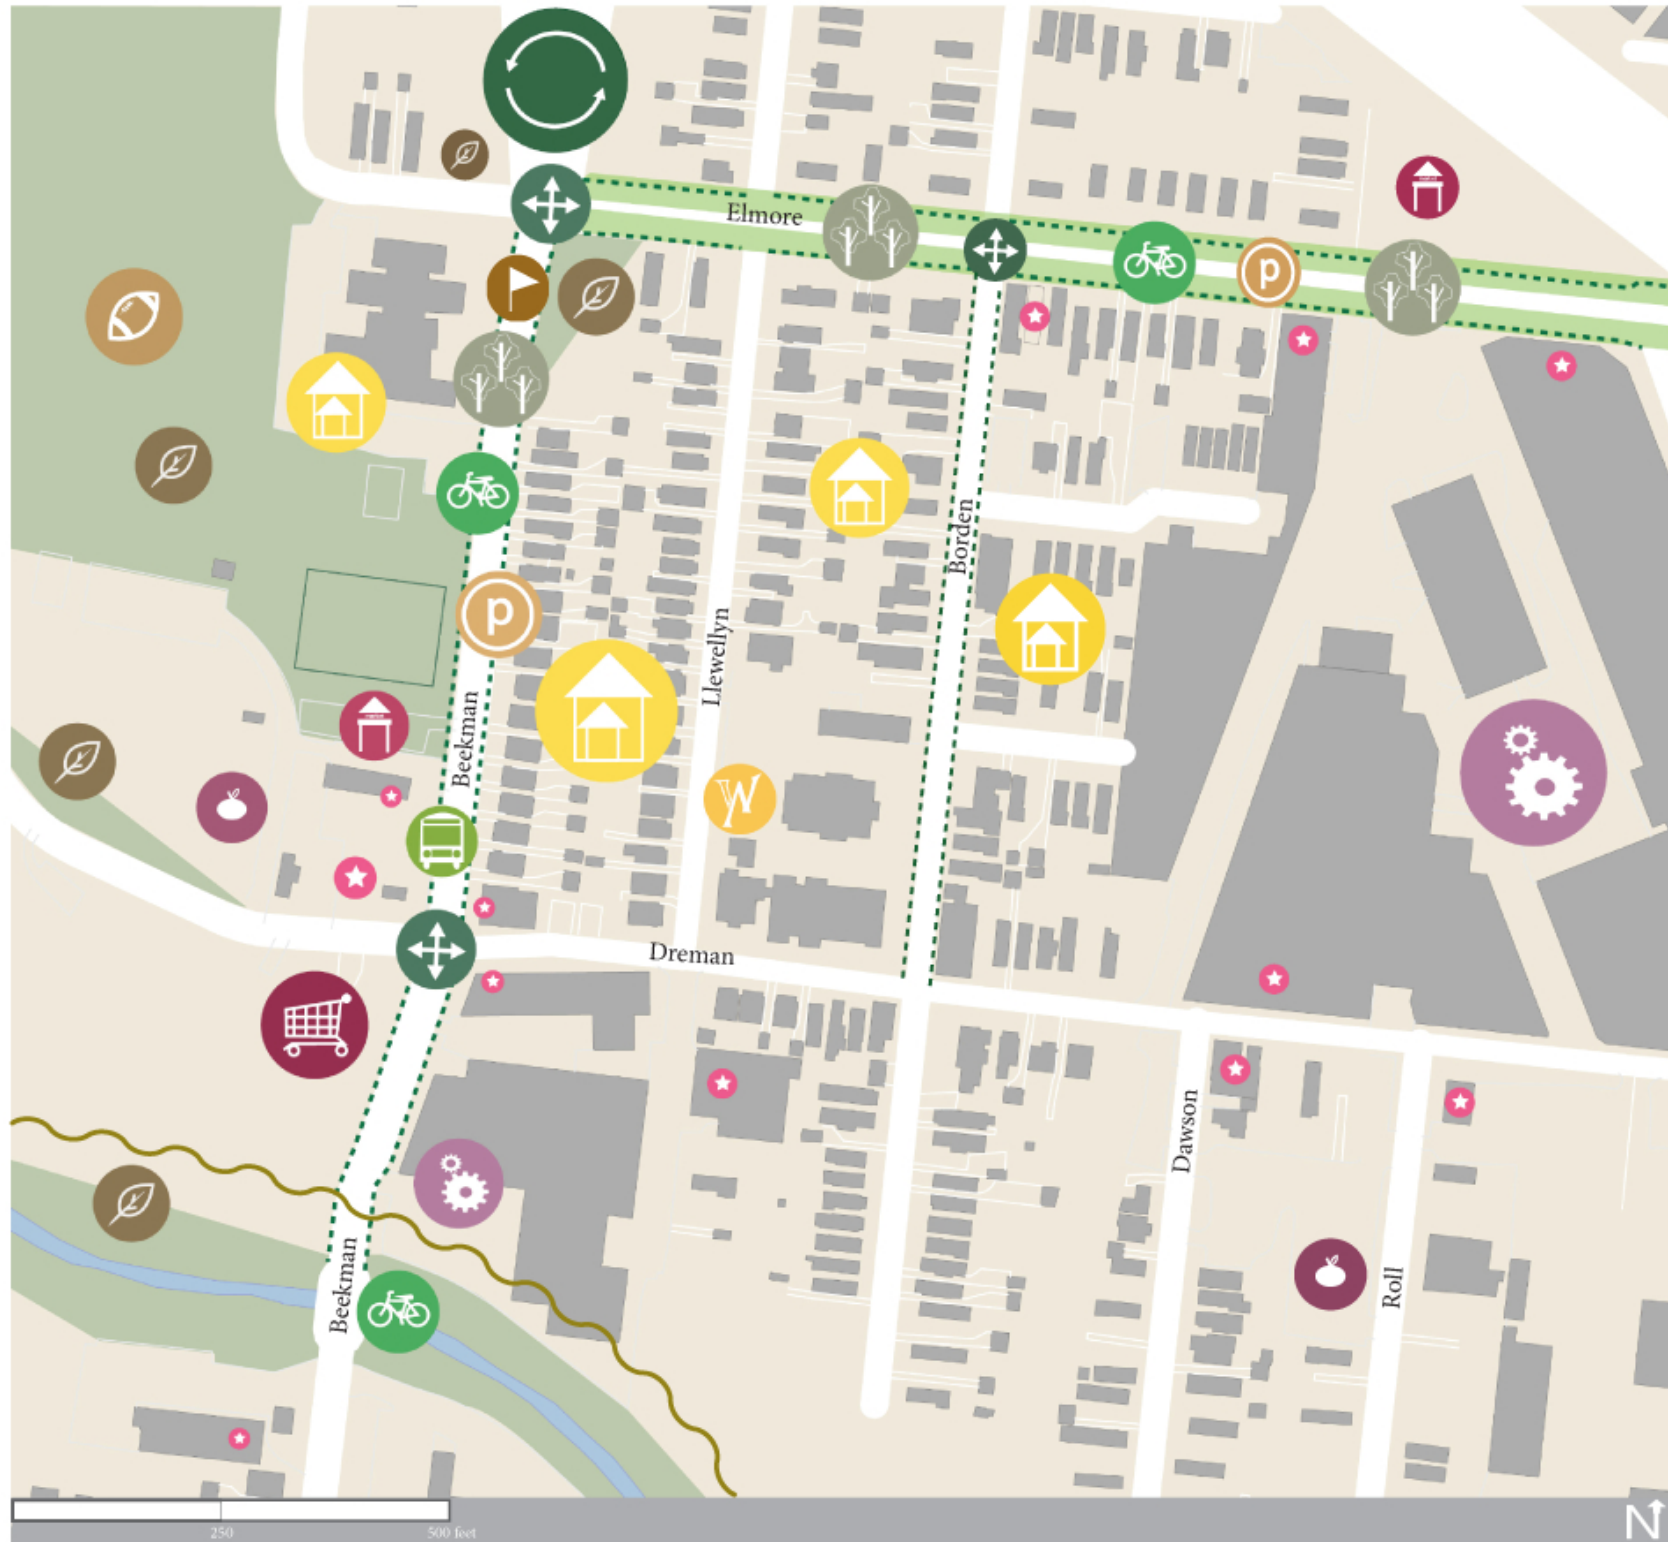 Elmore
P
Borden
P
Llewellyn
Beekman
W
Dreman
Dawson
Beekman
Roll
250
500 feet
N